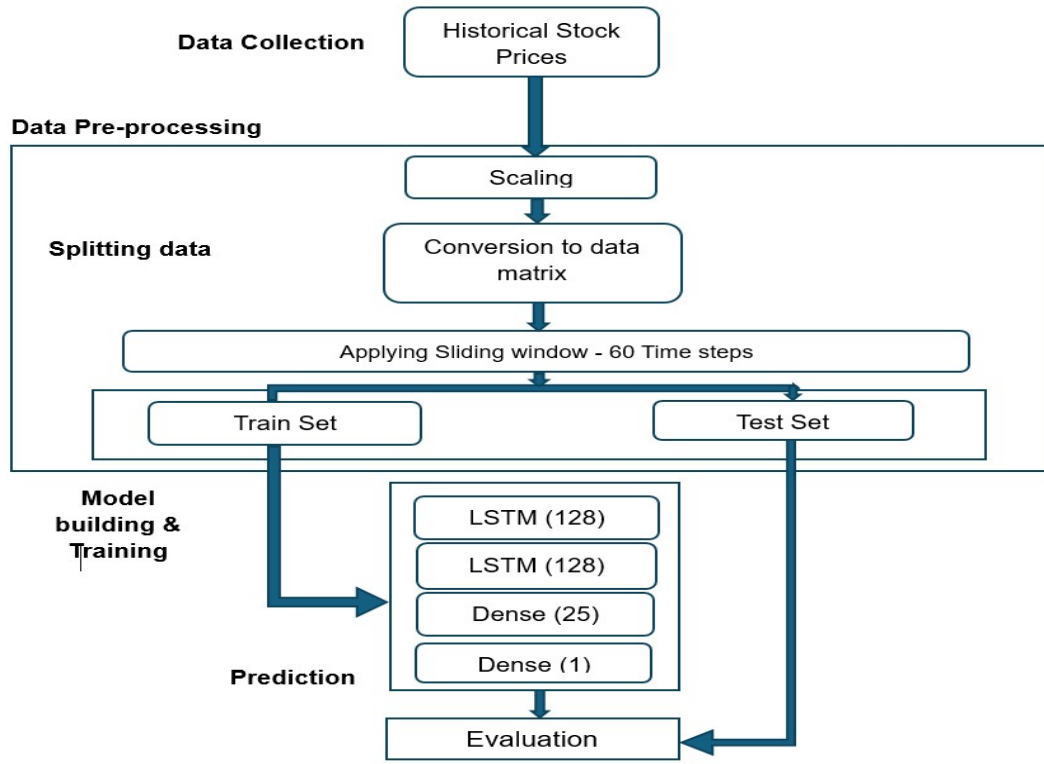 Data Collection
Historical Stock
Prices
Data Pre-processing
Scaling
Splitting data
Conversion to data
matrix
Applying Sliding window - 60 Time steps
Train Set
Test Set
Model
building &
Training
LSTM (128)
LSTM (128)
Dense (25)
Dense (1)
Prediction
Evaluation